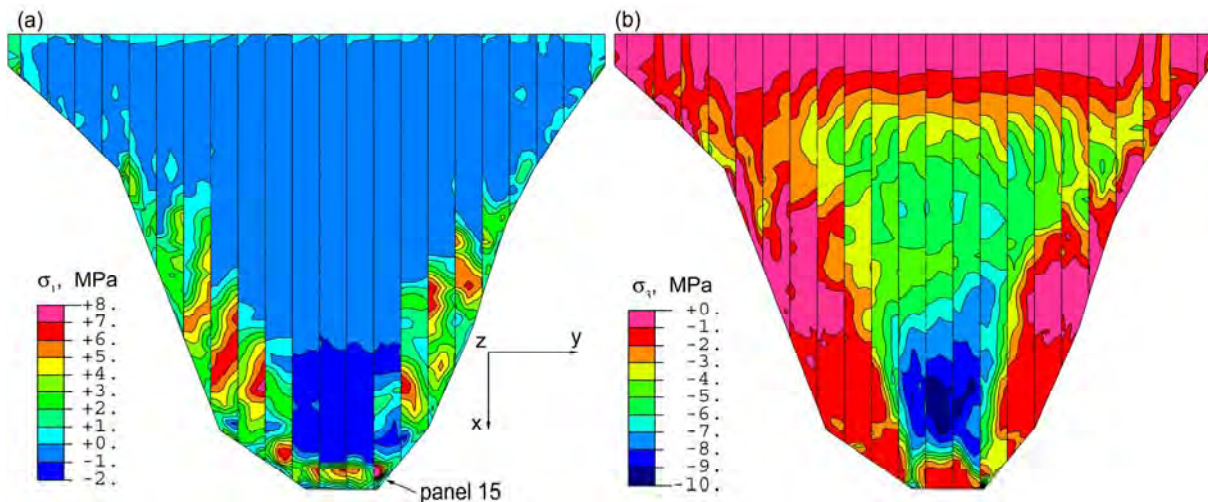 (a)
(b)
σ₁, MPa
+8.
+7.
+6.
+5.
+4.
+3.
+2.
+1.
+0.
-1.
-2.
z
y
x
panel 15
σ₃, MPa
+0.
-1.
-2.
-3.
-4.
-5.
-6.
-7.
-8.
-9.
-10.